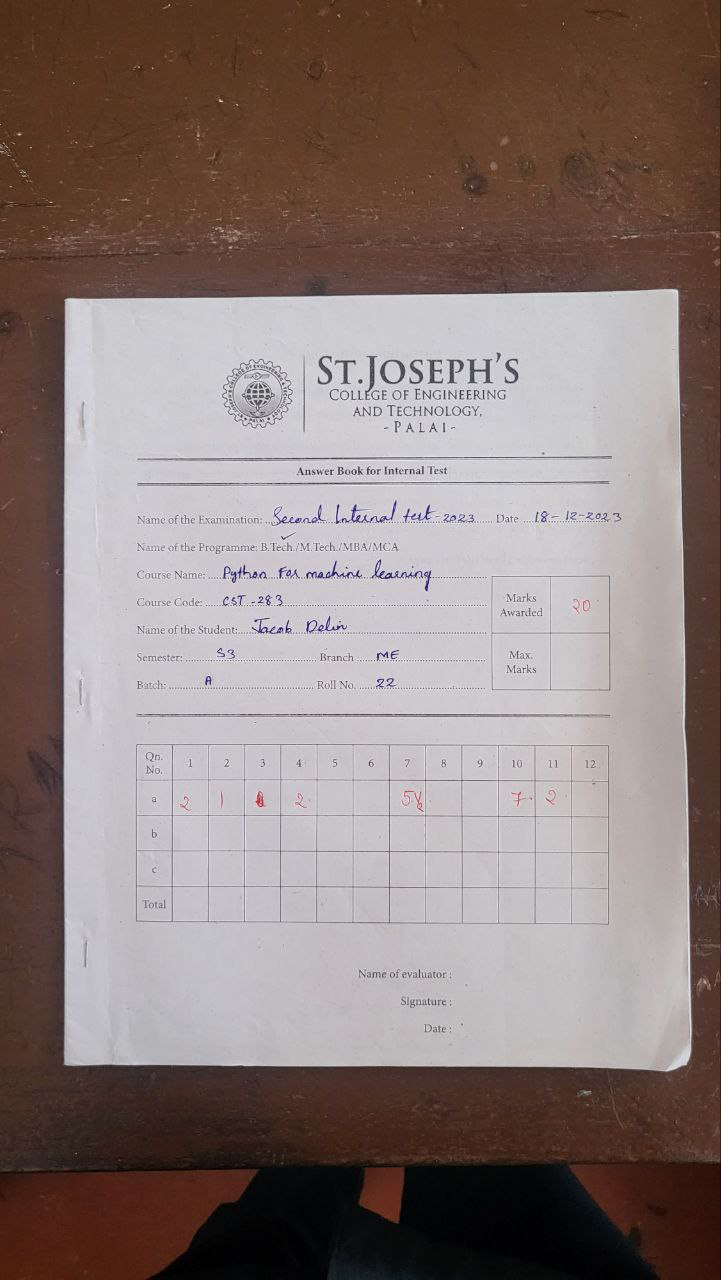 ST.JOSEPH'S
COLLEGE OF ENGINEERING
AND TECHNOLOGY,
- PALAI -
Answer Book for Internal Test
Name of the Examination: Second Internal test - 2023 Date 18-12-2023
Name of the Programme: B.Tech./M.Tech./MBA/MCA
Course Name: Python For machine learning
Course Code: CST - 283
Marks Awarded 20
Name of the Student: Jacob Delin
Semester: S3 Branch ME
Max. Marks
Batch: A Roll No. 22
Qn. No. 1 2 3 4 5 6 7 8 9 10 11 12
a 2 1 2 5½ 7 2
b
c
Total
Name of evaluator :
Signature :
Date :